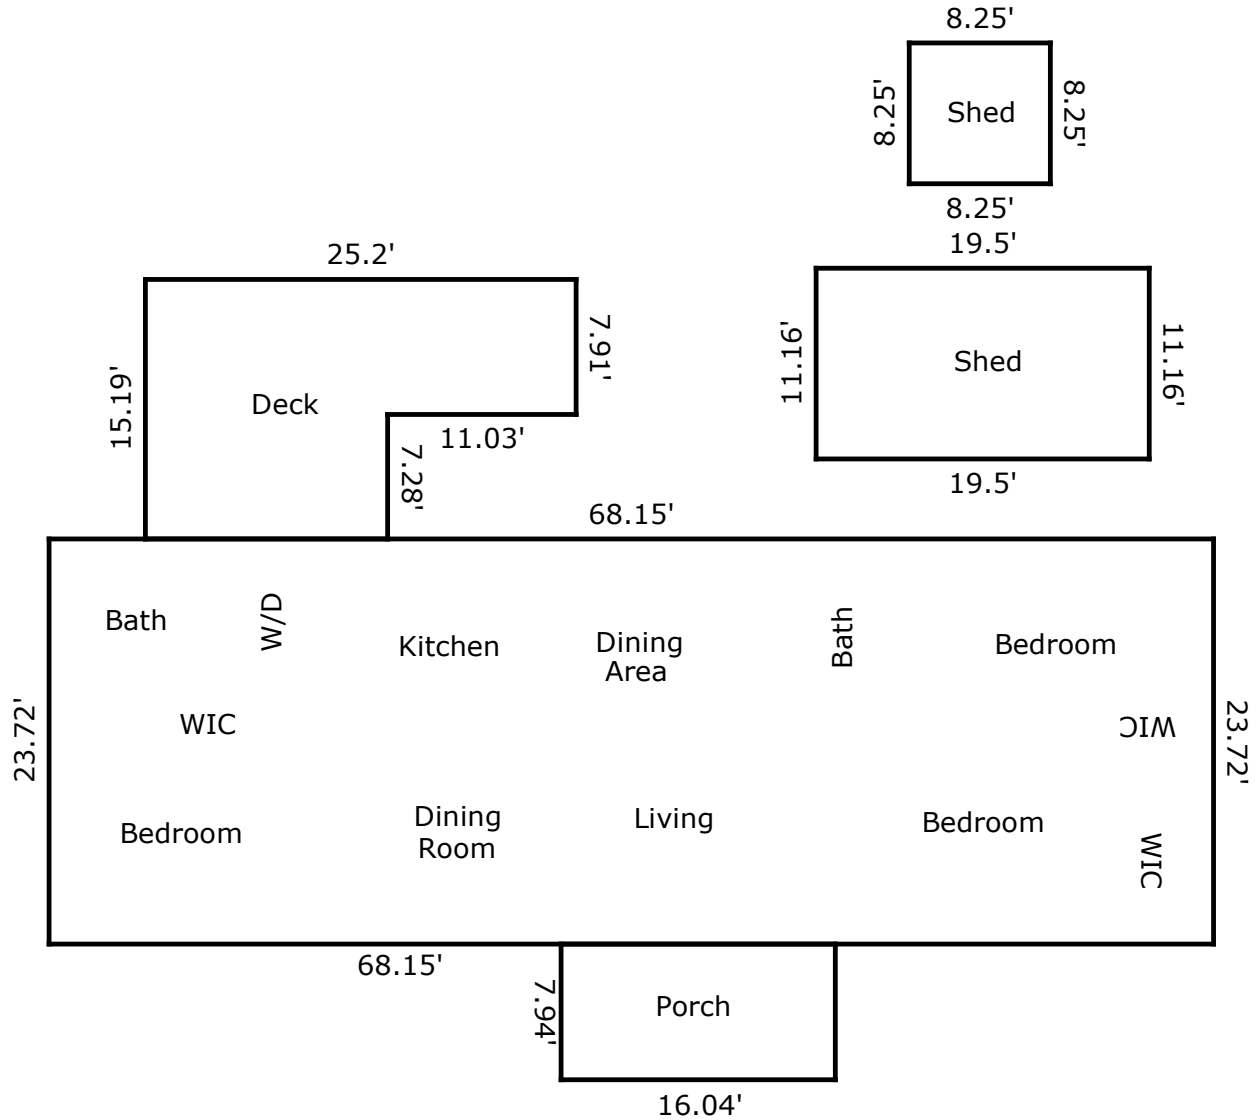 8.25'
8.25'
Shed
8.25'
8.25'
19.5'
25.2'
11.16'
Shed
11.16'
7.91'
15.19'
Deck
11.03'
7.28'
19.5'
68.15'
Bath
W/D
Kitchen
Dining
Area
Bath
Bedroom
23.72'
WIC
WIC
23.72'
Bedroom
Dining
Room
Living
Bedroom
WIC
68.15'
7.94'
Porch
16.04'